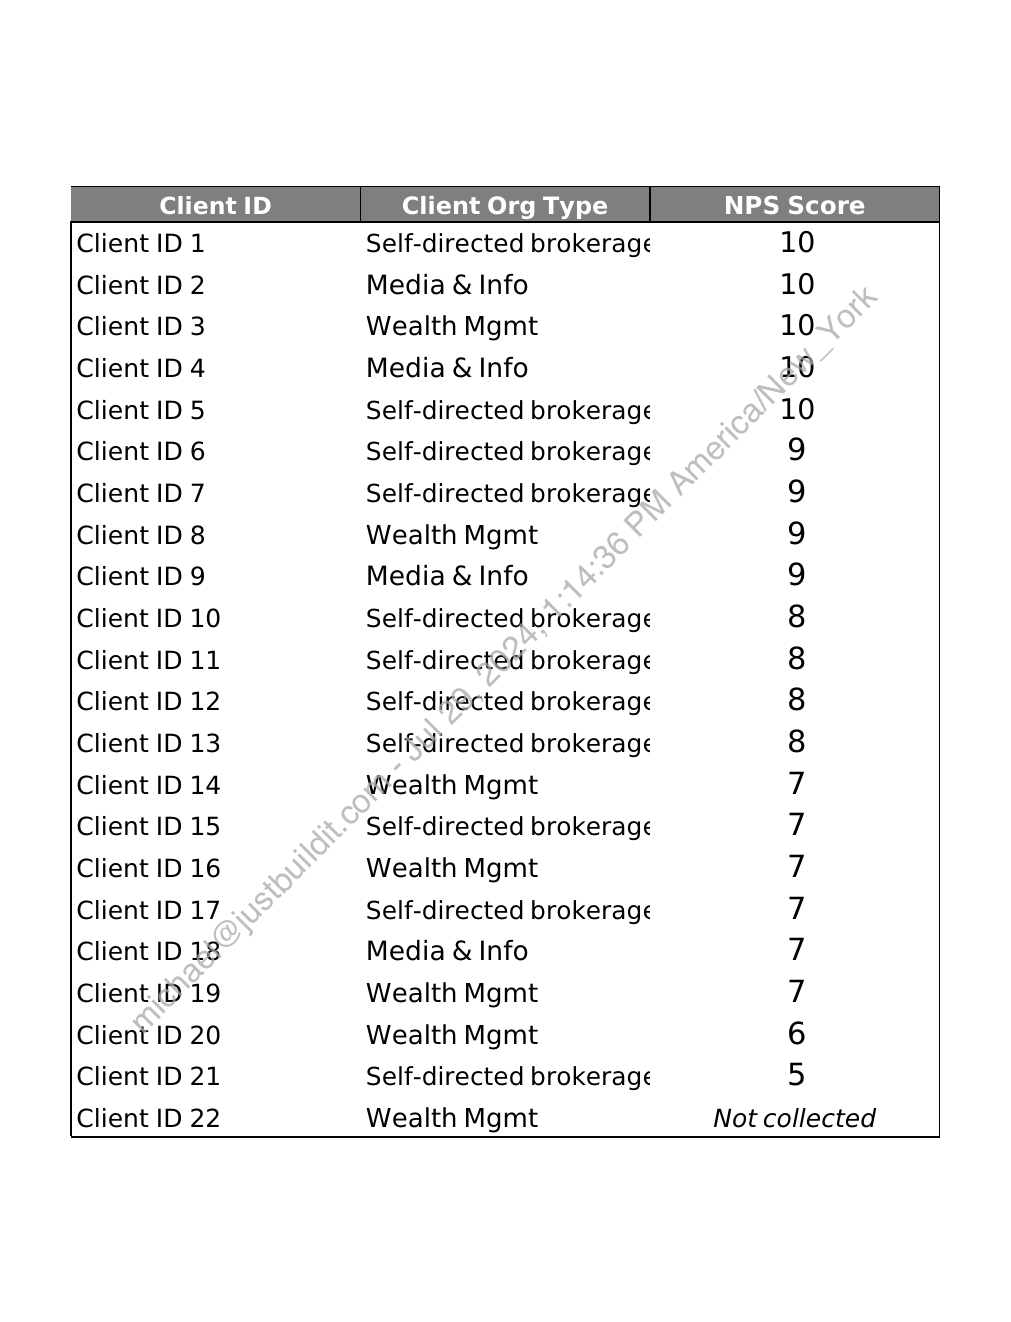 Client ID Client Org Type NPS Score
Client ID 1 Self-directed brokerage 10
Client ID 2 Media & Info 10
Client ID 3 Wealth Mgmt 10
Client ID 4 Media & Info 10
Client ID 5 Self-directed brokerage 10
Client ID 6 Self-directed brokerage 9
Client ID 7 Self-directed brokerage 9
Client ID 8 Wealth Mgmt 9
Client ID 9 Media & Info 9
Client ID 10 Self-directed brokerage 8
Client ID 11 Self-directed brokerage 8
Client ID 12 Self-directed brokerage 8
Client ID 13 Self-directed brokerage 8
Client ID 14 Wealth Mgmt 7
Client ID 15 Self-directed brokerage 7
Client ID 16 Wealth Mgmt 7
Client ID 17 Self-directed brokerage 7
Client ID 18 Media & Info 7
Client ID 19 Wealth Mgmt 7
Client ID 20 Wealth Mgmt 6
Client ID 21 Self-directed brokerage 5
Client ID 22 Wealth Mgmt Not collected
michael@justbuildit.com - Jul 29, 2024, 1:14:36 PM America/New_York